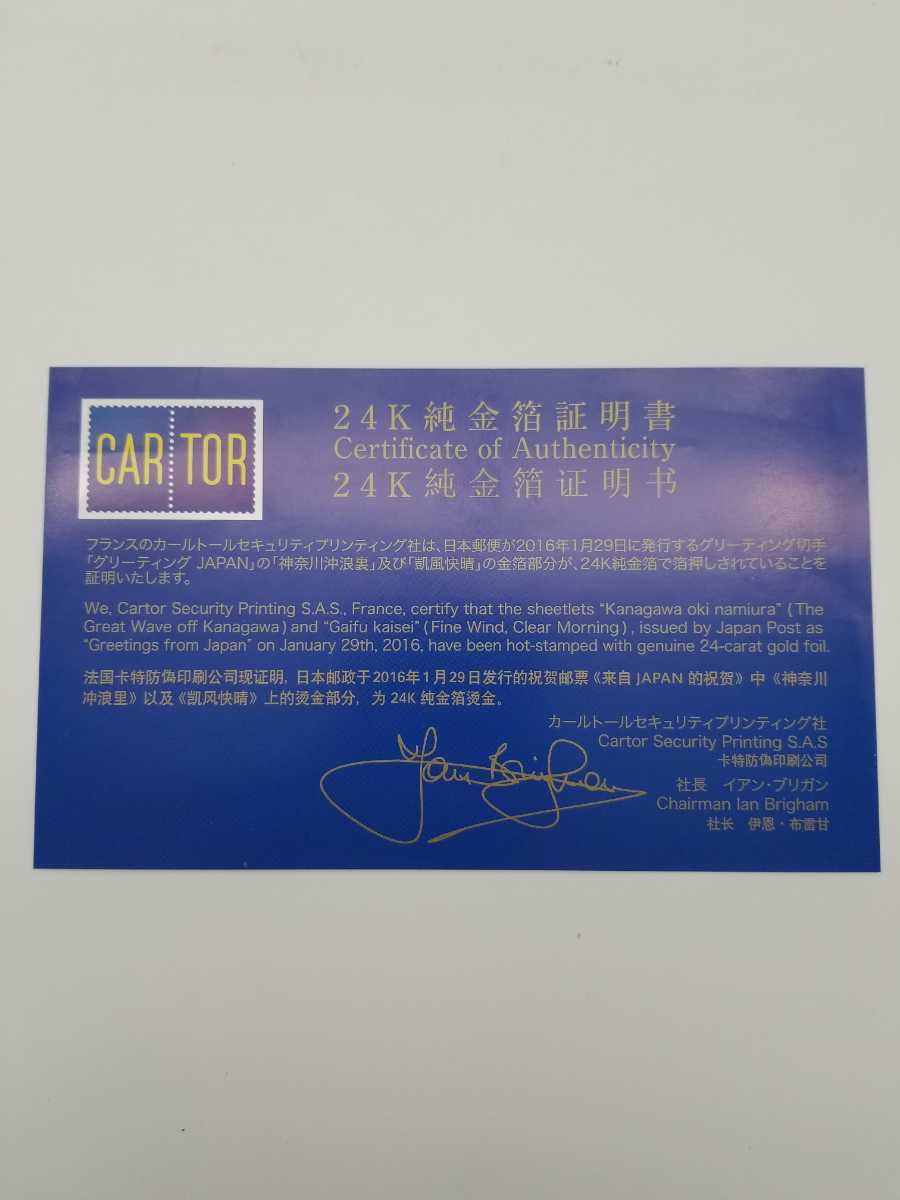 CAR TOR
24K純金箔証明書
Certificate of Authenticity
24K純金箔证明书
フランスのカールトールセキュリティプリンティング社は、日本郵便が2016年1月29日に発行するグリーティング切手
「グリーティング JAPAN」の「神奈川沖浪裏」及び「凱風快晴」の金箔部分が、24K純金箔で箔押しされていることを
証明いたします。
We, Cartor Security Printing S.A.S., France, certify that the sheetlets “Kanagawa oki namiura” (The
Great Wave off Kanagawa) and “Gaifu kaisei” (Fine Wind, Clear Morning), issued by Japan Post as
“Greetings from Japan” on January 29th, 2016, have been hot-stamped with genuine 24-carat gold foil.
法国卡特防偽印刷公司现证明，日本邮政于2016年1月29日发行的祝贺邮票《来自JAPAN的祝贺》中《神奈川
冲浪里》以及《凯风快晴》上的烫金部分，为24K纯金箔烫金。
カールトールセキュリティプリンティング社
Cartor Security Printing S.A.S
卡特防偽印刷公司
社長 イアン・ブリガン
Chairman Ian Brigham
社长 伊恩・布雷甘
Ian Brigham